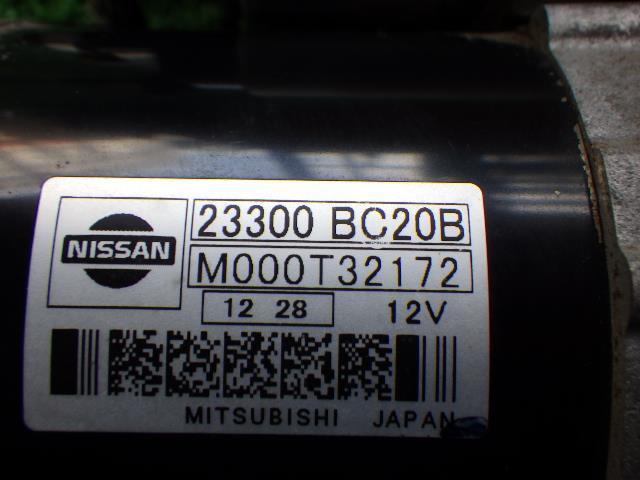 NISSAN
23300 BC20B
M000T32172
12 28 12V
MITSUBISHI JAPAN